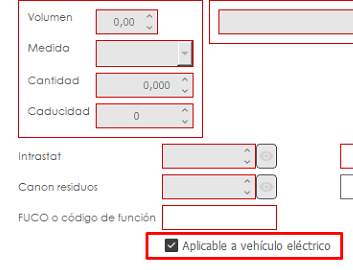 Volumen 0,00
Medida
Cantidad 0,000
Caducidad 0
Intrastat
Canon residuos
FUCO o código de función
Aplicable a vehículo eléctrico